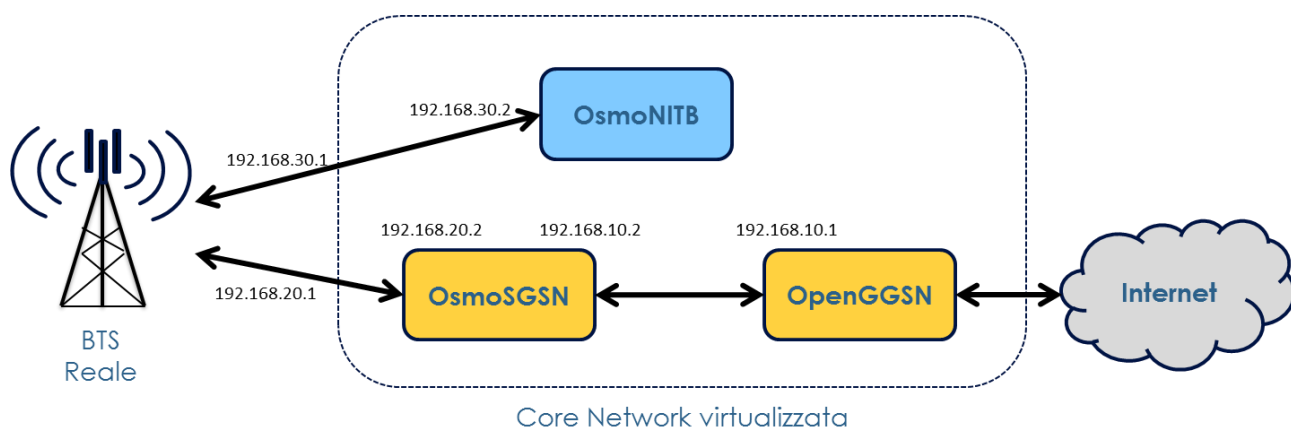 192.168.30.2
OsmoNITB
192.168.30.1
192.168.20.2
192.168.10.2
192.168.10.1
OsmoSGSN
OpenGGSN
Internet
192.168.20.1
BTS
Reale
Core Network virtualizzata